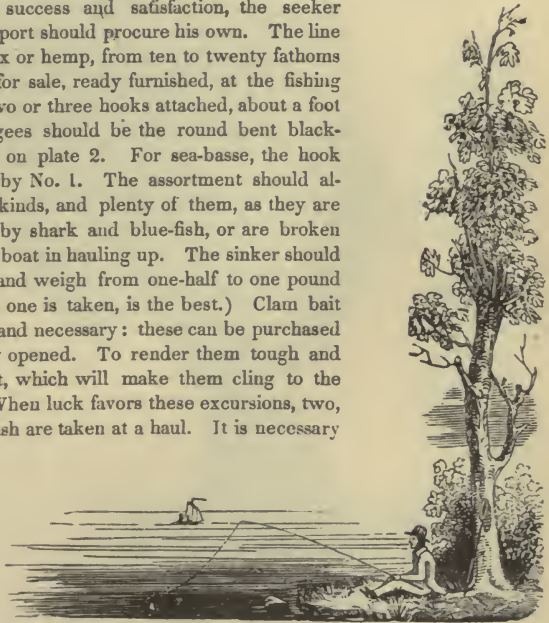 success and satisfaction, the seeker
port should procure his own. The line
x or hemp, from ten to twenty fathoms
for sale, ready furnished, at the fishing
vo or three hooks attached, about a foot
gees should be the round bent black-
on plate 2. For sea-basse, the hook
by No. 1. The assortment should al-
kinds, and plenty of them, as they are
by shark and blue-fish, or are broken
boat in hauling up. The sinker should
and weigh from one-half to one pound
one is taken, is the best.) Clam bait
and necessary: these can be purchased
opened. To render them tough and
t, which will make them cling to the
When luck favors these excursions, two,
sh are taken at a haul. It is necessary